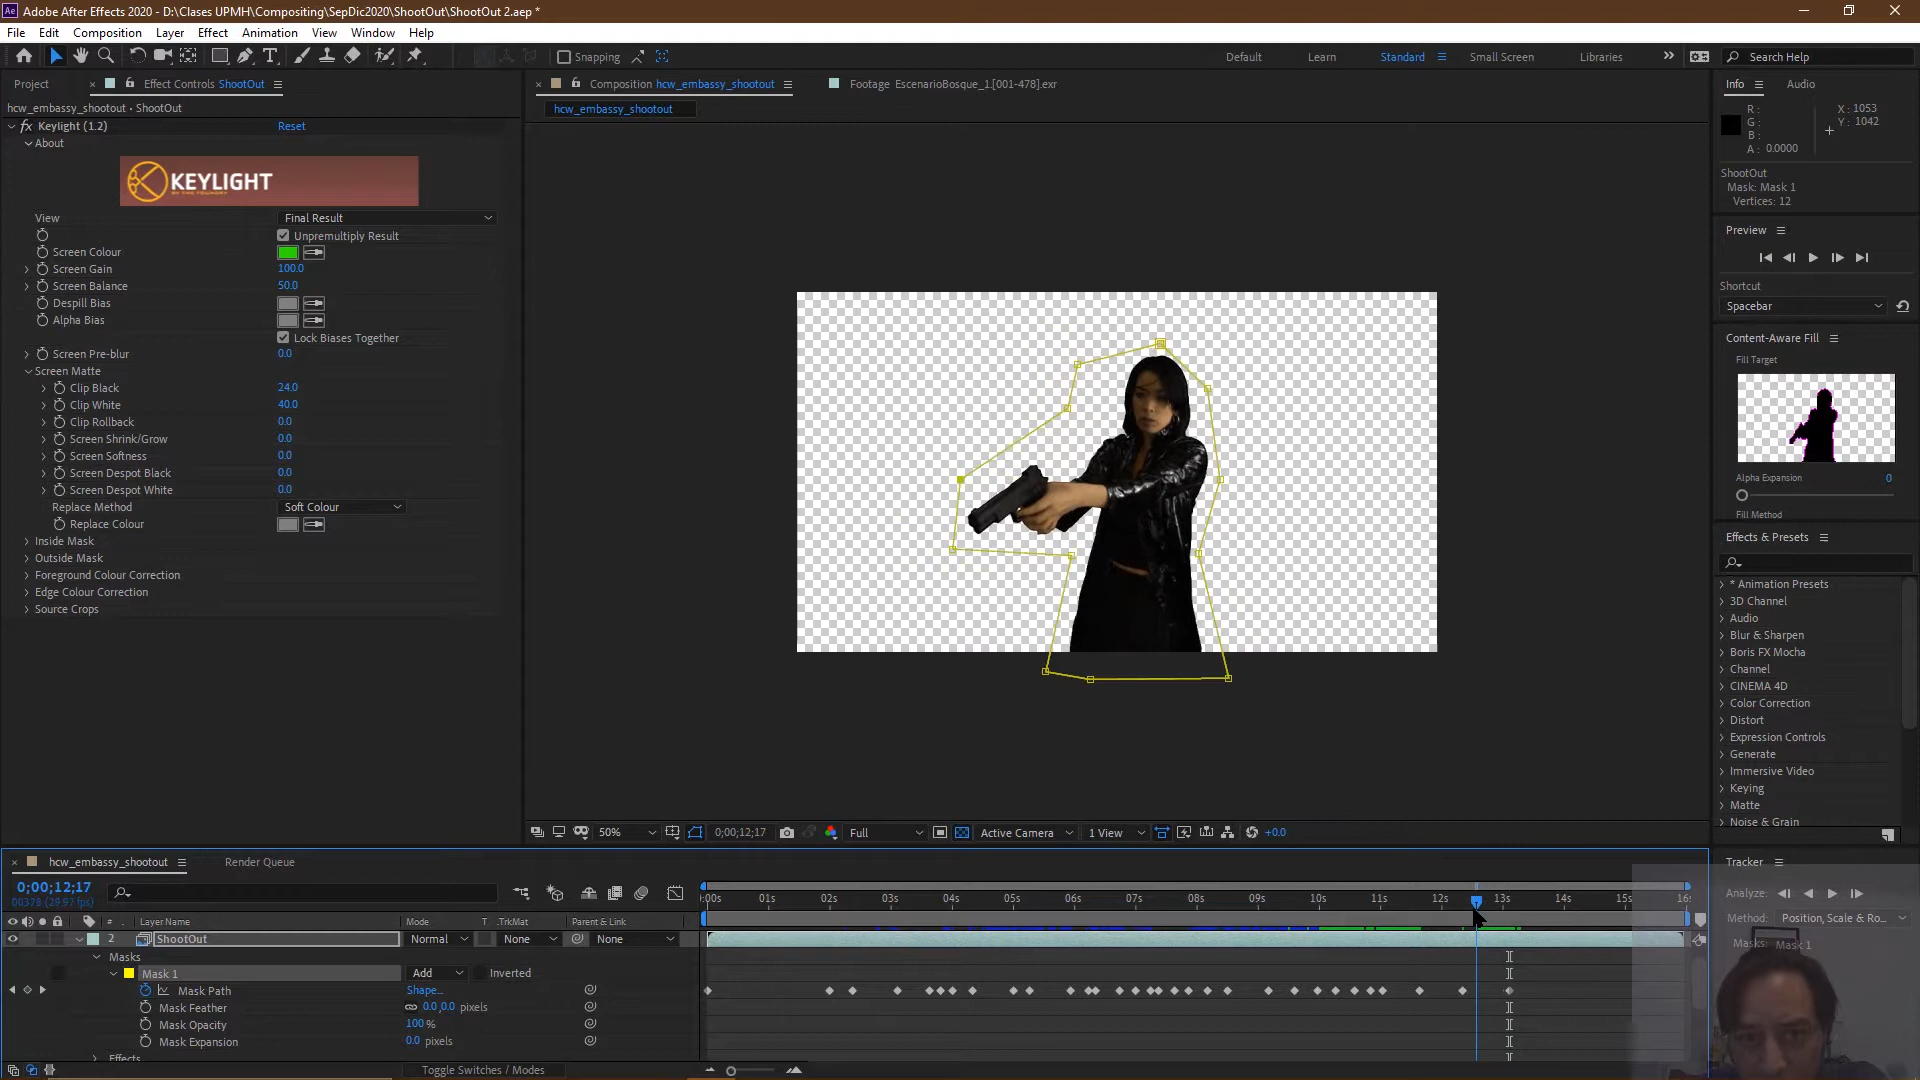 Adobe After Effects 2020 - D:\Clases UPMH\Compositing\SepDic2020\ShootOut\ShootOut 2.aep *
File Edit Composition Layer Effect Animation View Window Help
Snapping Default Learn Standard Small Screen Libraries Search Help
Project Effect Controls ShootOut
Composition hcw_embassy_shootout Footage EscenarioBosque_1.[001-478].exr
hcw_embassy_shootout • ShootOut
hcw_embassy_shootout
fx Keylight (1.2) Reset
About
KEYLIGHT
View Final Result
Unpremultiply Result
Screen Colour
Screen Gain 100.0
Screen Balance 50.0
Despill Bias
Alpha Bias
Lock Biases Together
Screen Pre-blur 0.0
Screen Matte
Clip Black 24.0
Clip White 40.0
Clip Rollback 0.0
Screen Shrink/Grow 0.0
Screen Softness 0.0
Screen Despot Black 0.0
Screen Despot White 0.0
Replace Method Soft Colour
Replace Colour
Inside Mask
Outside Mask
Foreground Colour Correction
Edge Colour Correction
Source Crops
50% 0;00;12;17 Full Active Camera 1 View +0.0
Info Audio
R : X : 1053
G : Y : 1042
B :
A : 0.0000
ShootOut
Mask: Mask 1
Vertices: 12
Preview
Shortcut
Spacebar
Content-Aware Fill
Fill Target
Alpha Expansion 0
Fill Method
Effects & Presets
* Animation Presets
3D Channel
Audio
Blur & Sharpen
Boris FX Mocha
Channel
CINEMA 4D
Color Correction
Distort
Expression Controls
Generate
Immersive Video
Keying
Matte
Noise & Grain
Tracker
Analyze:
Method: Position, Scale & Ro...
Masks: Mask 1
hcw_embassy_shootout Render Queue
0;00;12;17
00378 (29.97 fps)
:00s 01s 02s 03s 04s 05s 06s 07s 08s 09s 10s 11s 12s 13s 14s 15s 16s
# Layer Name Mode T .TrkMat Parent & Link
2 ShootOut Normal None None
Masks
Mask 1 Add Inverted
Mask Path Shape...
Mask Feather 0.0 ,0.0 pixels
Mask Opacity 100 %
Mask Expansion 0.0 pixels
Effects
Toggle Switches / Modes